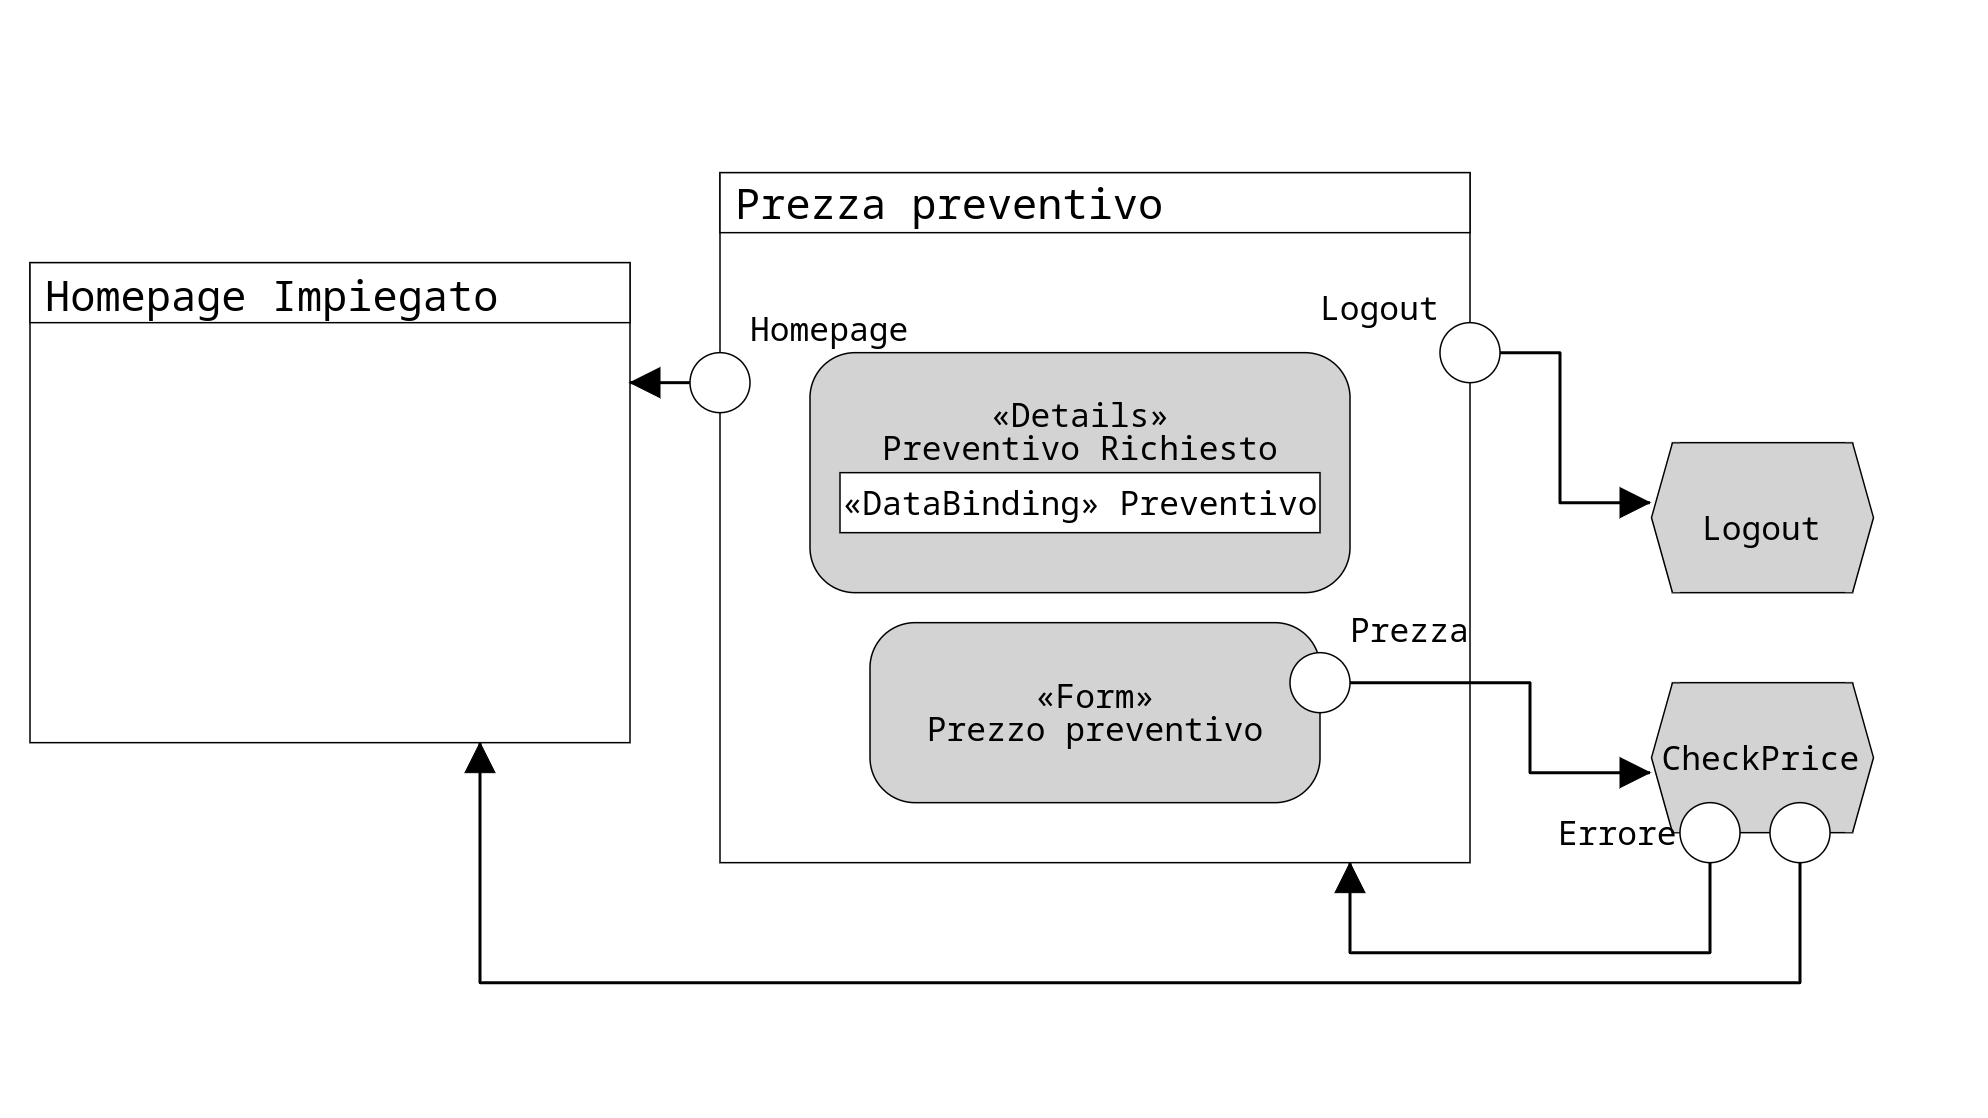 Prezza preventivo
Homepage Impiegato
Homepage
Logout
«Details»
Preventivo Richiesto
«DataBinding» Preventivo
Logout
Prezza
«Form»
Prezzo preventivo
CheckPrice
Errore